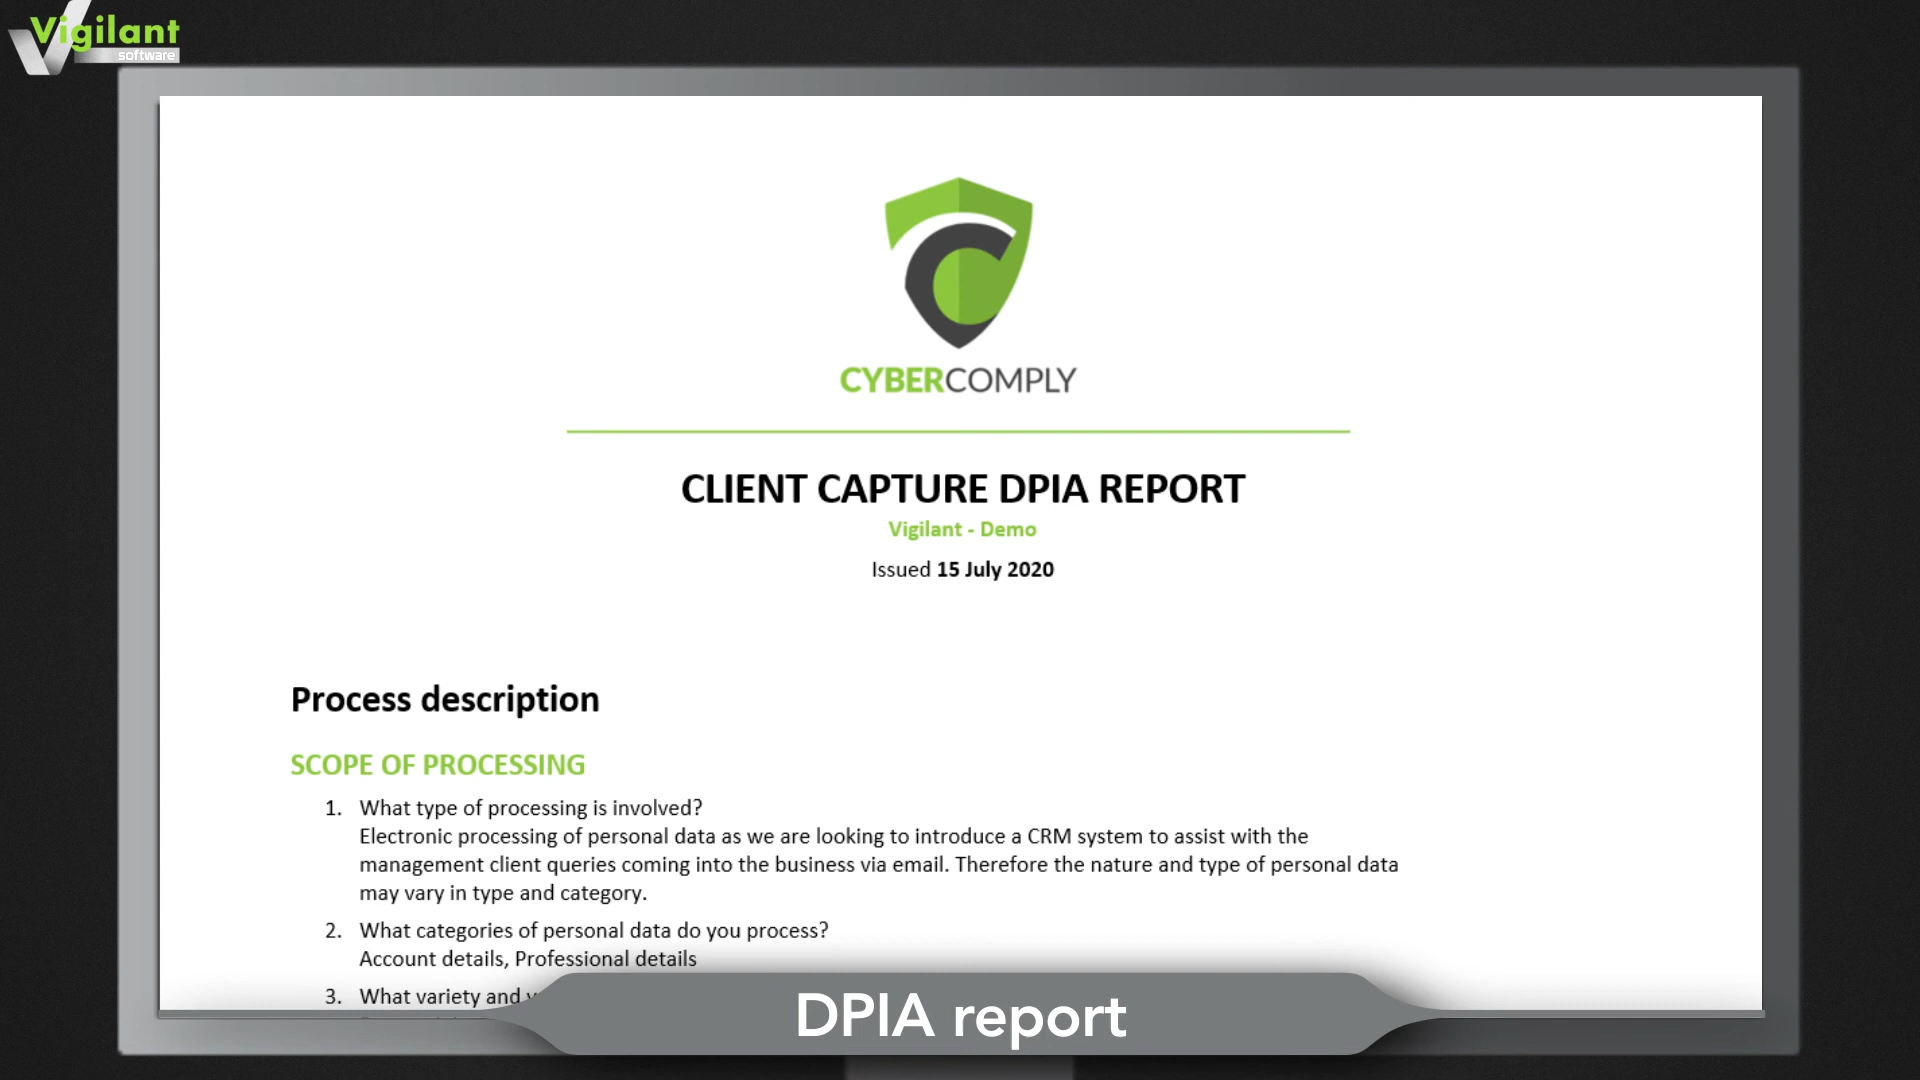 Vigilant
software
CYBERCOMPLY
CLIENT CAPTURE DPIA REPORT
Vigilant - Demo
Issued 15 July 2020
Process description
SCOPE OF PROCESSING
1. What type of processing is involved?
Electronic processing of personal data as we are looking to introduce a CRM system to assist with the
management client queries coming into the business via email. Therefore the nature and type of personal data
may vary in type and category.
2. What categories of personal data do you process?
Account details, Professional details
3. What variety and
DPIA report